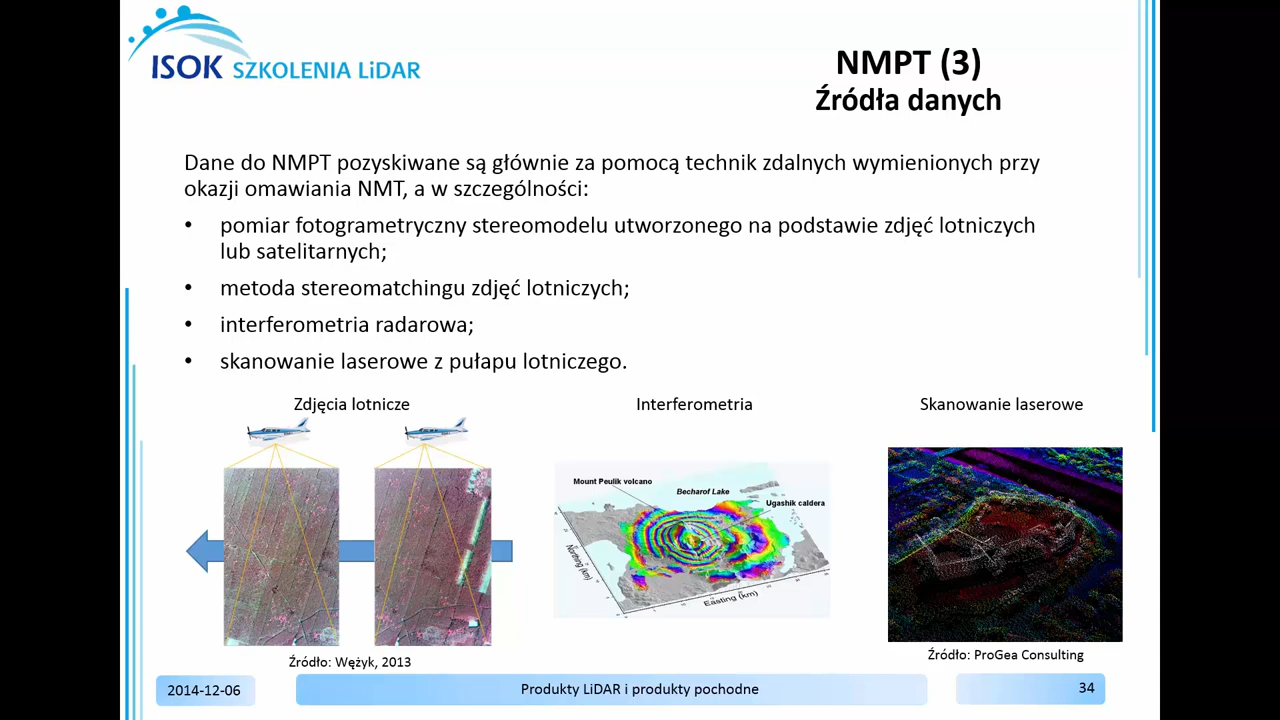 ISOK SZKOLENIA LiDAR
NMPT (3)
Źródła danych
Dane do NMPT pozyskiwane są głównie za pomocą technik zdalnych wymienionych przy
okazji omawiania NMT, a w szczególności:
• pomiar fotogrametryczny stereomodelu utworzonego na podstawie zdjęć lotniczych
lub satelitarnych;
• metoda stereomatchingu zdjęć lotniczych;
• interferometria radarowa;
• skanowanie laserowe z pułapu lotniczego.
Zdjęcia lotnicze
Interferometria
Skanowanie laserowe
Mount Peulik volcano
Becharof Lake
Ugashik caldera
Northing (km)
Easting (km)
Źródło: Wężyk, 2013
Źródło: ProGea Consulting
2014-12-06
Produkty LiDAR i produkty pochodne
34